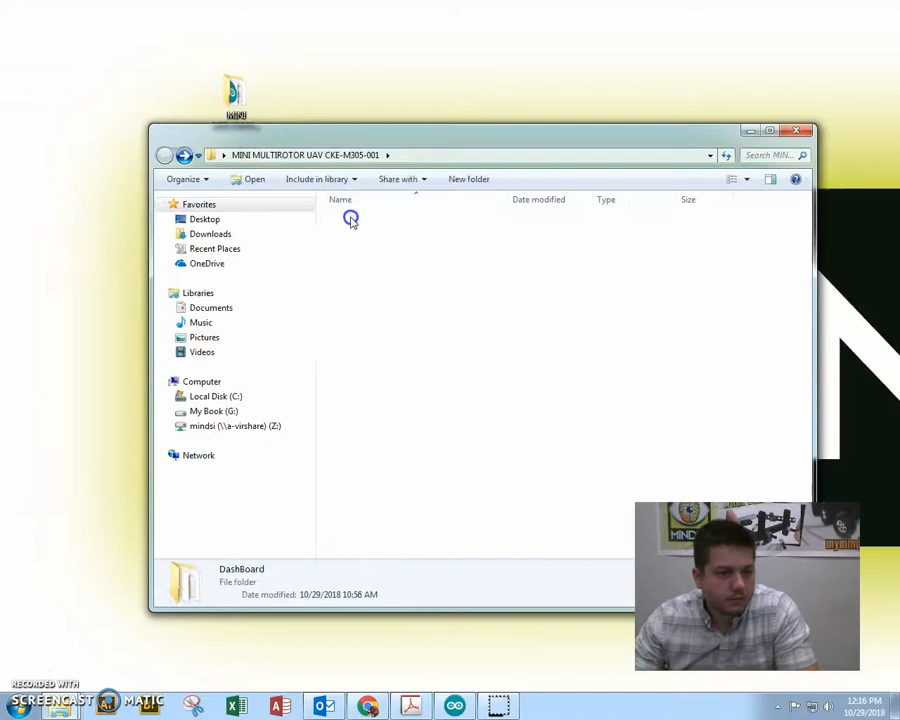 MINI
MINI MULTIROTOR UAV CKE-M305-001
Search MIN...
Organize
Open
Include in library
Share with
New folder
Name
Date modified
Type
Size
Favorites
Desktop
Downloads
Recent Places
OneDrive
Libraries
Documents
Music
Pictures
Videos
Computer
Local Disk (C:)
My Book (G:)
mindsi (\\a-virshare) (Z:)
Network
DashBoard
File folder
Date modified: 10/29/2018 10:56 AM
MIND
RECORDED WITH
SCREENCAST MATIC
12:16 PM
10/29/2018